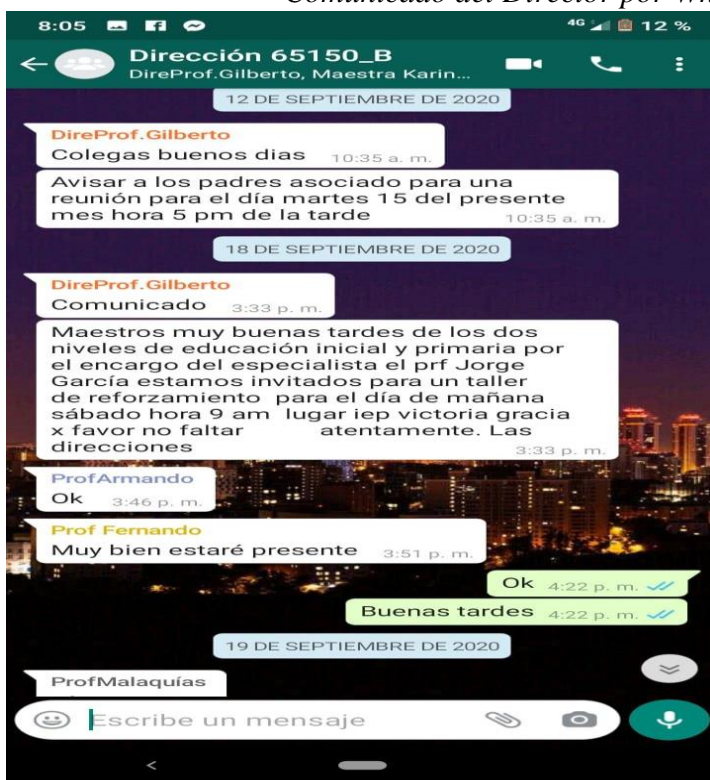 Comunicado del Director por
8:05 4G 12 %
Dirección 65150_B
DireProf.Gilberto, Maestra Karin...
12 DE SEPTIEMBRE DE 2020
DireProf.Gilberto
Colegas buenos dias 10:35 a. m.
Avisar a los padres asociado para una
reunión para el día martes 15 del presente
mes hora 5 pm de la tarde 10:35 a. m.
18 DE SEPTIEMBRE DE 2020
DireProf.Gilberto
Comunicado 3:33 p. m.
Maestros muy buenas tardes de los dos
niveles de educación inicial y primaria por
el encargo del especialista el prf Jorge
García estamos invitados para un taller
de reforzamiento para el día de mañana
sábado hora 9 am lugar iep victoria gracia
x favor no faltar atentamente. Las
direcciones 3:33 p. m.
ProfArmando
Ok 3:46 p. m.
Prof Fernando
Muy bien estaré presente 3:51 p. m.
Ok 4:22 p. m.
Buenas tardes 4:22 p. m.
19 DE SEPTIEMBRE DE 2020
ProfMalaquías
Escribe un mensaje